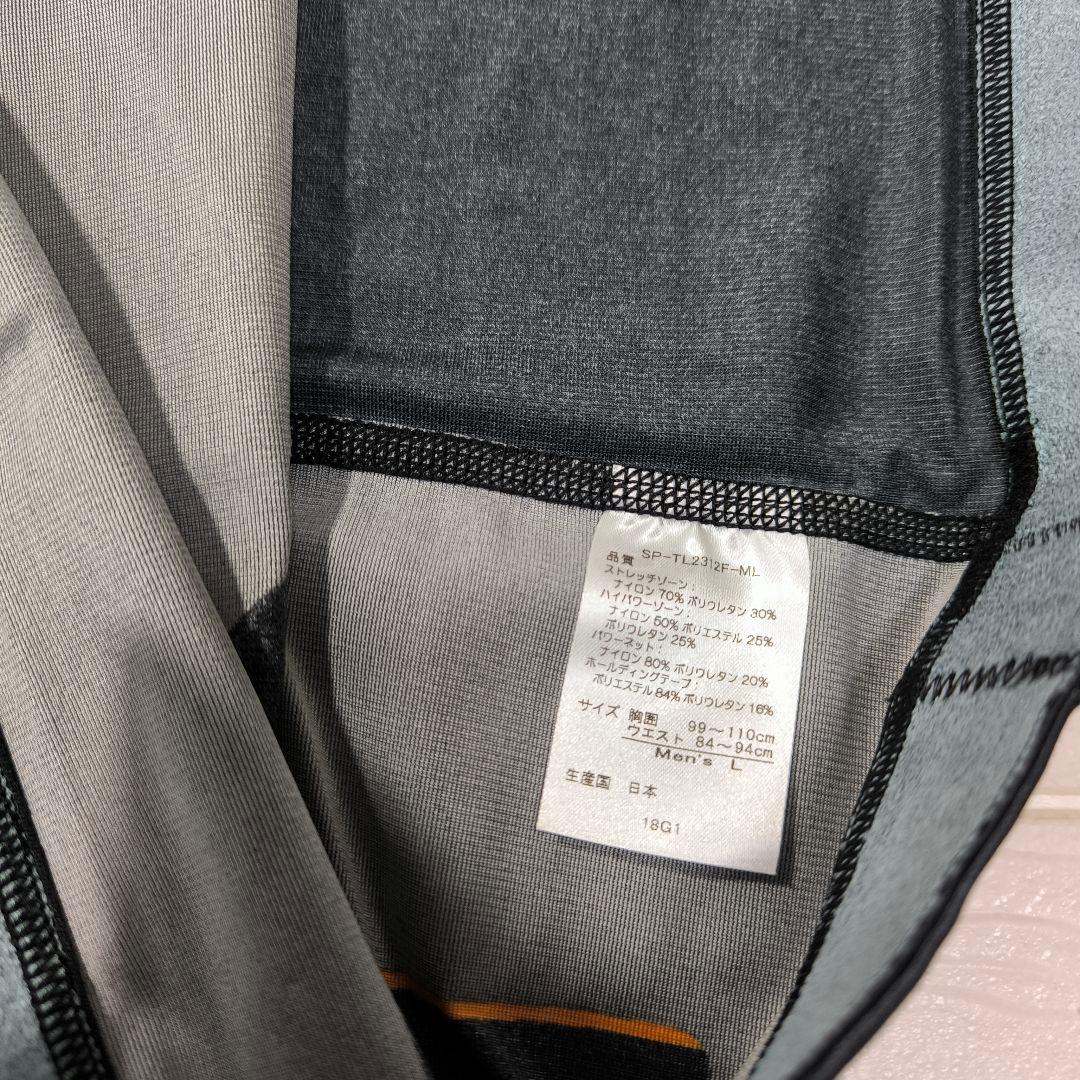 品質 SP-TL2312F-ML
ストレッチゾーン:
ナイロン 70% ポリウレタン 30%
ハイパワーゾーン:
ナイロン 50% ポリエステル 25%
ポリウレタン 25%
パワーネット:
ナイロン 80% ポリウレタン 20%
ホールディングテープ:
ポリエステル 84% ポリウレタン 16%
サイズ 胸囲 99〜110cm
ウエスト 84〜94cm
Men's L
生産国 日本
18G1